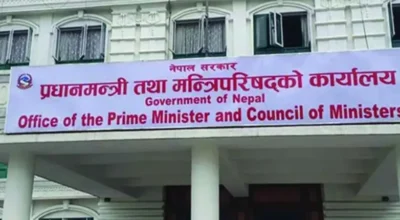 नेपाल सरकार
प्रधानमन्त्री तथा मन्त्रिपरिषद्को कार्यालय
Government of Nepal
Office of the Prime Minister and Council of Ministers